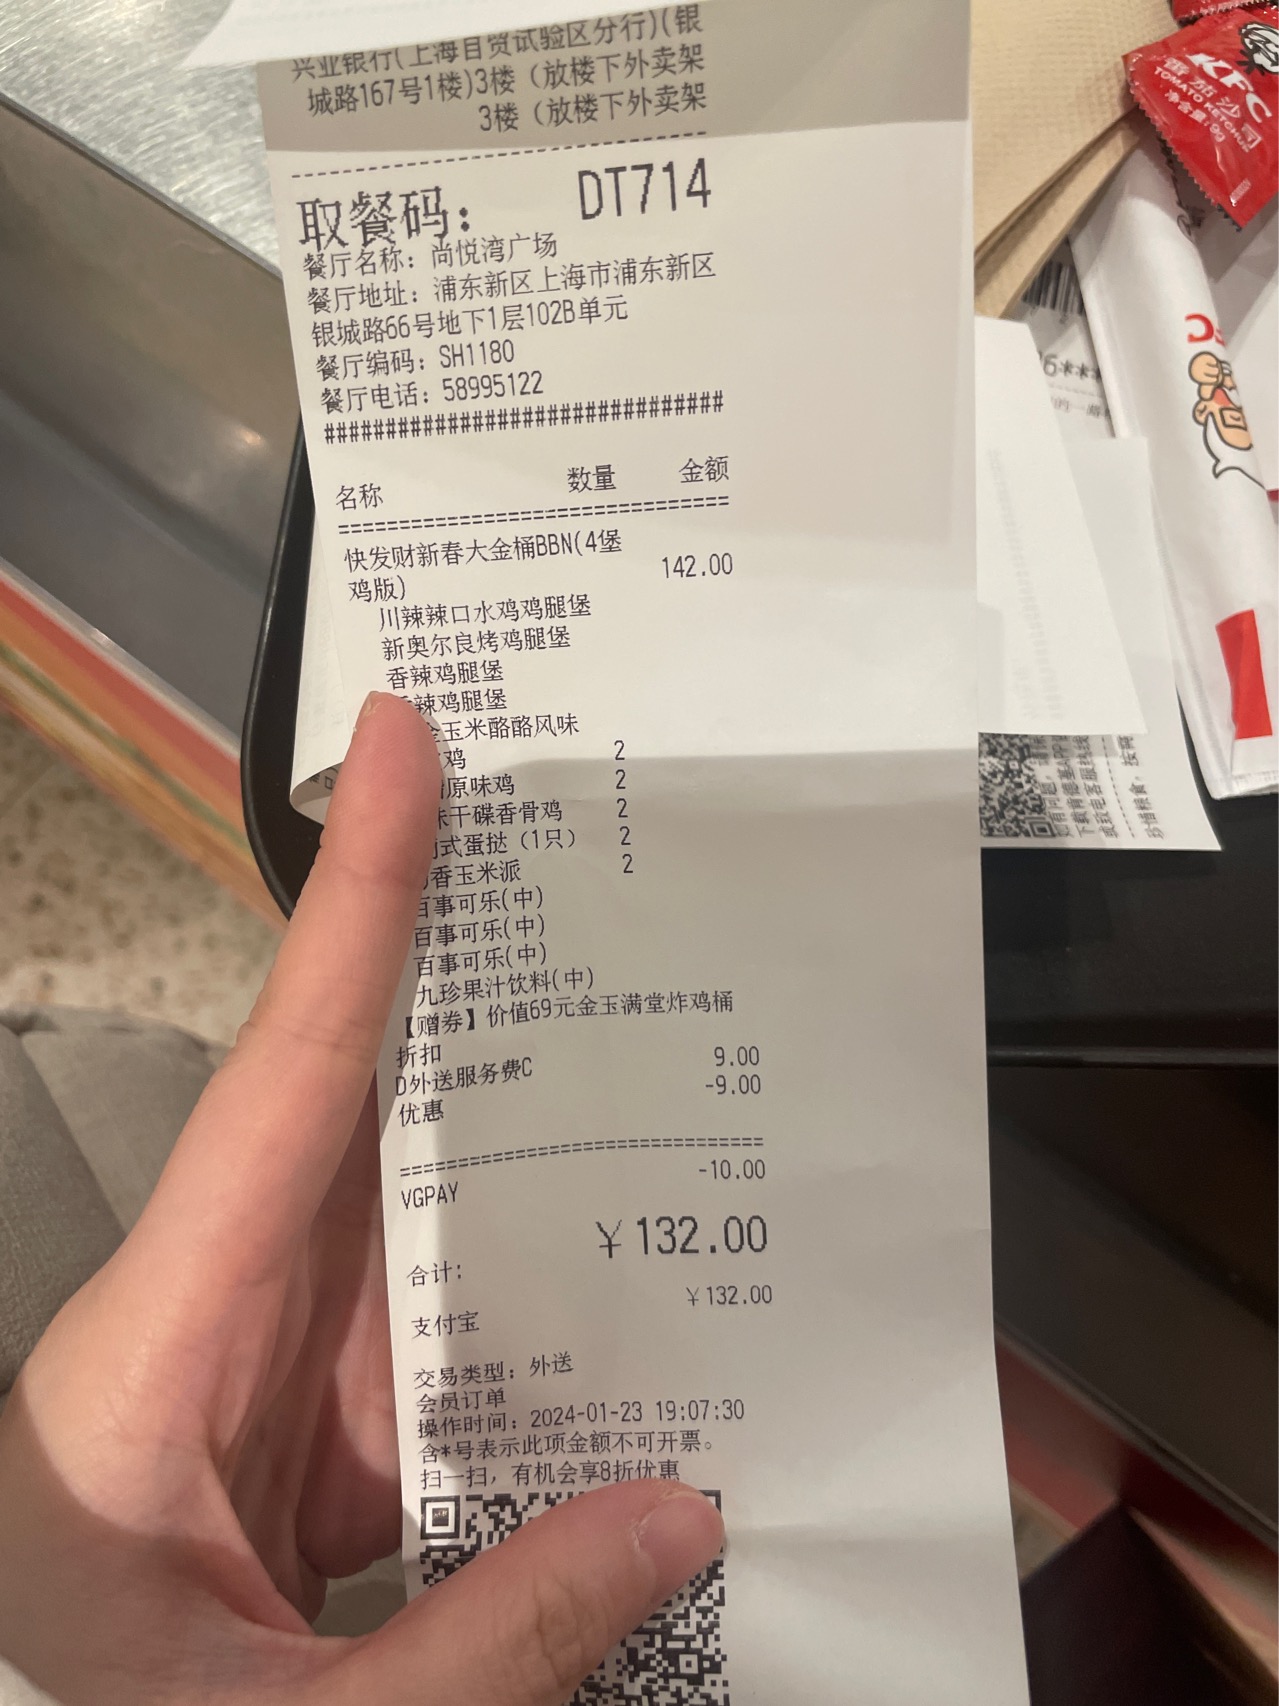 兴业银行(上海自贸试验区分行)(银
城路167号1楼)3楼（放楼下外卖架
3楼（放楼下外卖架
取餐码: DT714
餐厅名称: 尚悦湾广场
餐厅地址: 浦东新区上海市浦东新区
银城路66号地下1层102B单元
餐厅编码: SH1180
餐厅电话: 58995122
################################
名称 数量 金额
快发财新春大金桶BBN(4堡
鸡版) 142.00
川辣辣口水鸡鸡腿堡
新奥尔良烤鸡腿堡
香辣鸡腿堡
辣鸡腿堡
玉米酪酪风味
鸡 2
原味鸡 2
干碟香骨鸡 2
式蛋挞（1只） 2
香玉米派 2
百事可乐(中)
百事可乐(中)
百事可乐(中)
九珍果汁饮料(中)
【赠券】价值69元金玉满堂炸鸡桶
折扣
D外送服务费C 9.00
优惠 -9.00
VGPAY -10.00
合计: ￥132.00
支付宝 ￥132.00
交易类型: 外送
会员订单
操作时间: 2024-01-23 19:07:30
含*号表示此项金额不可开票。
扫一扫, 有机会享8折优惠
KFC
番茄沙司
TOMATO KETCHUP
净含量:9g